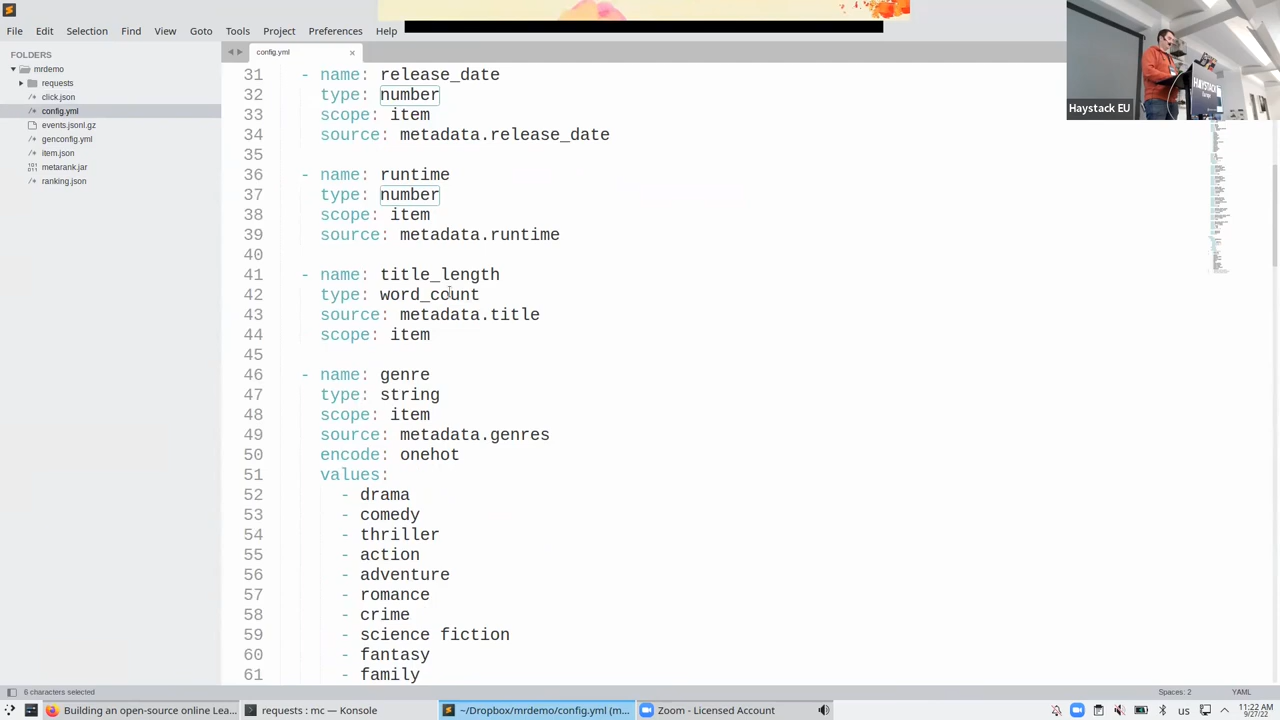 File Edit Selection Find View Goto Tools Project Preferences Help
FOLDERS
mrdemo
requests
click.json
config.yml
events.jsonl.gz
genconfig.yml
item.json
metarank.jar
ranking.json
config.yml
31 - name: release_date
32 type: number
33 scope: item
34 source: metadata.release_date
35
36 - name: runtime
37 type: number
38 scope: item
39 source: metadata.runtime
40
41 - name: title_length
42 type: word_count
43 source: metadata.title
44 scope: item
45
46 - name: genre
47 type: string
48 scope: item
49 source: metadata.genres
50 encode: onehot
51 values:
52 - drama
53 - comedy
54 - thriller
55 - action
56 - adventure
57 - romance
58 - crime
59 - science fiction
60 - fantasy
61 - family
HAYSTACK
Haystack EU
6 characters selected
Spaces: 2
YAML
Building an open-source online Lea...
requests : mc — Konsole
~/Dropbox/mrdemo/config.yml (m...
Zoom - Licensed Account
us
11:22 AM
9/27/22